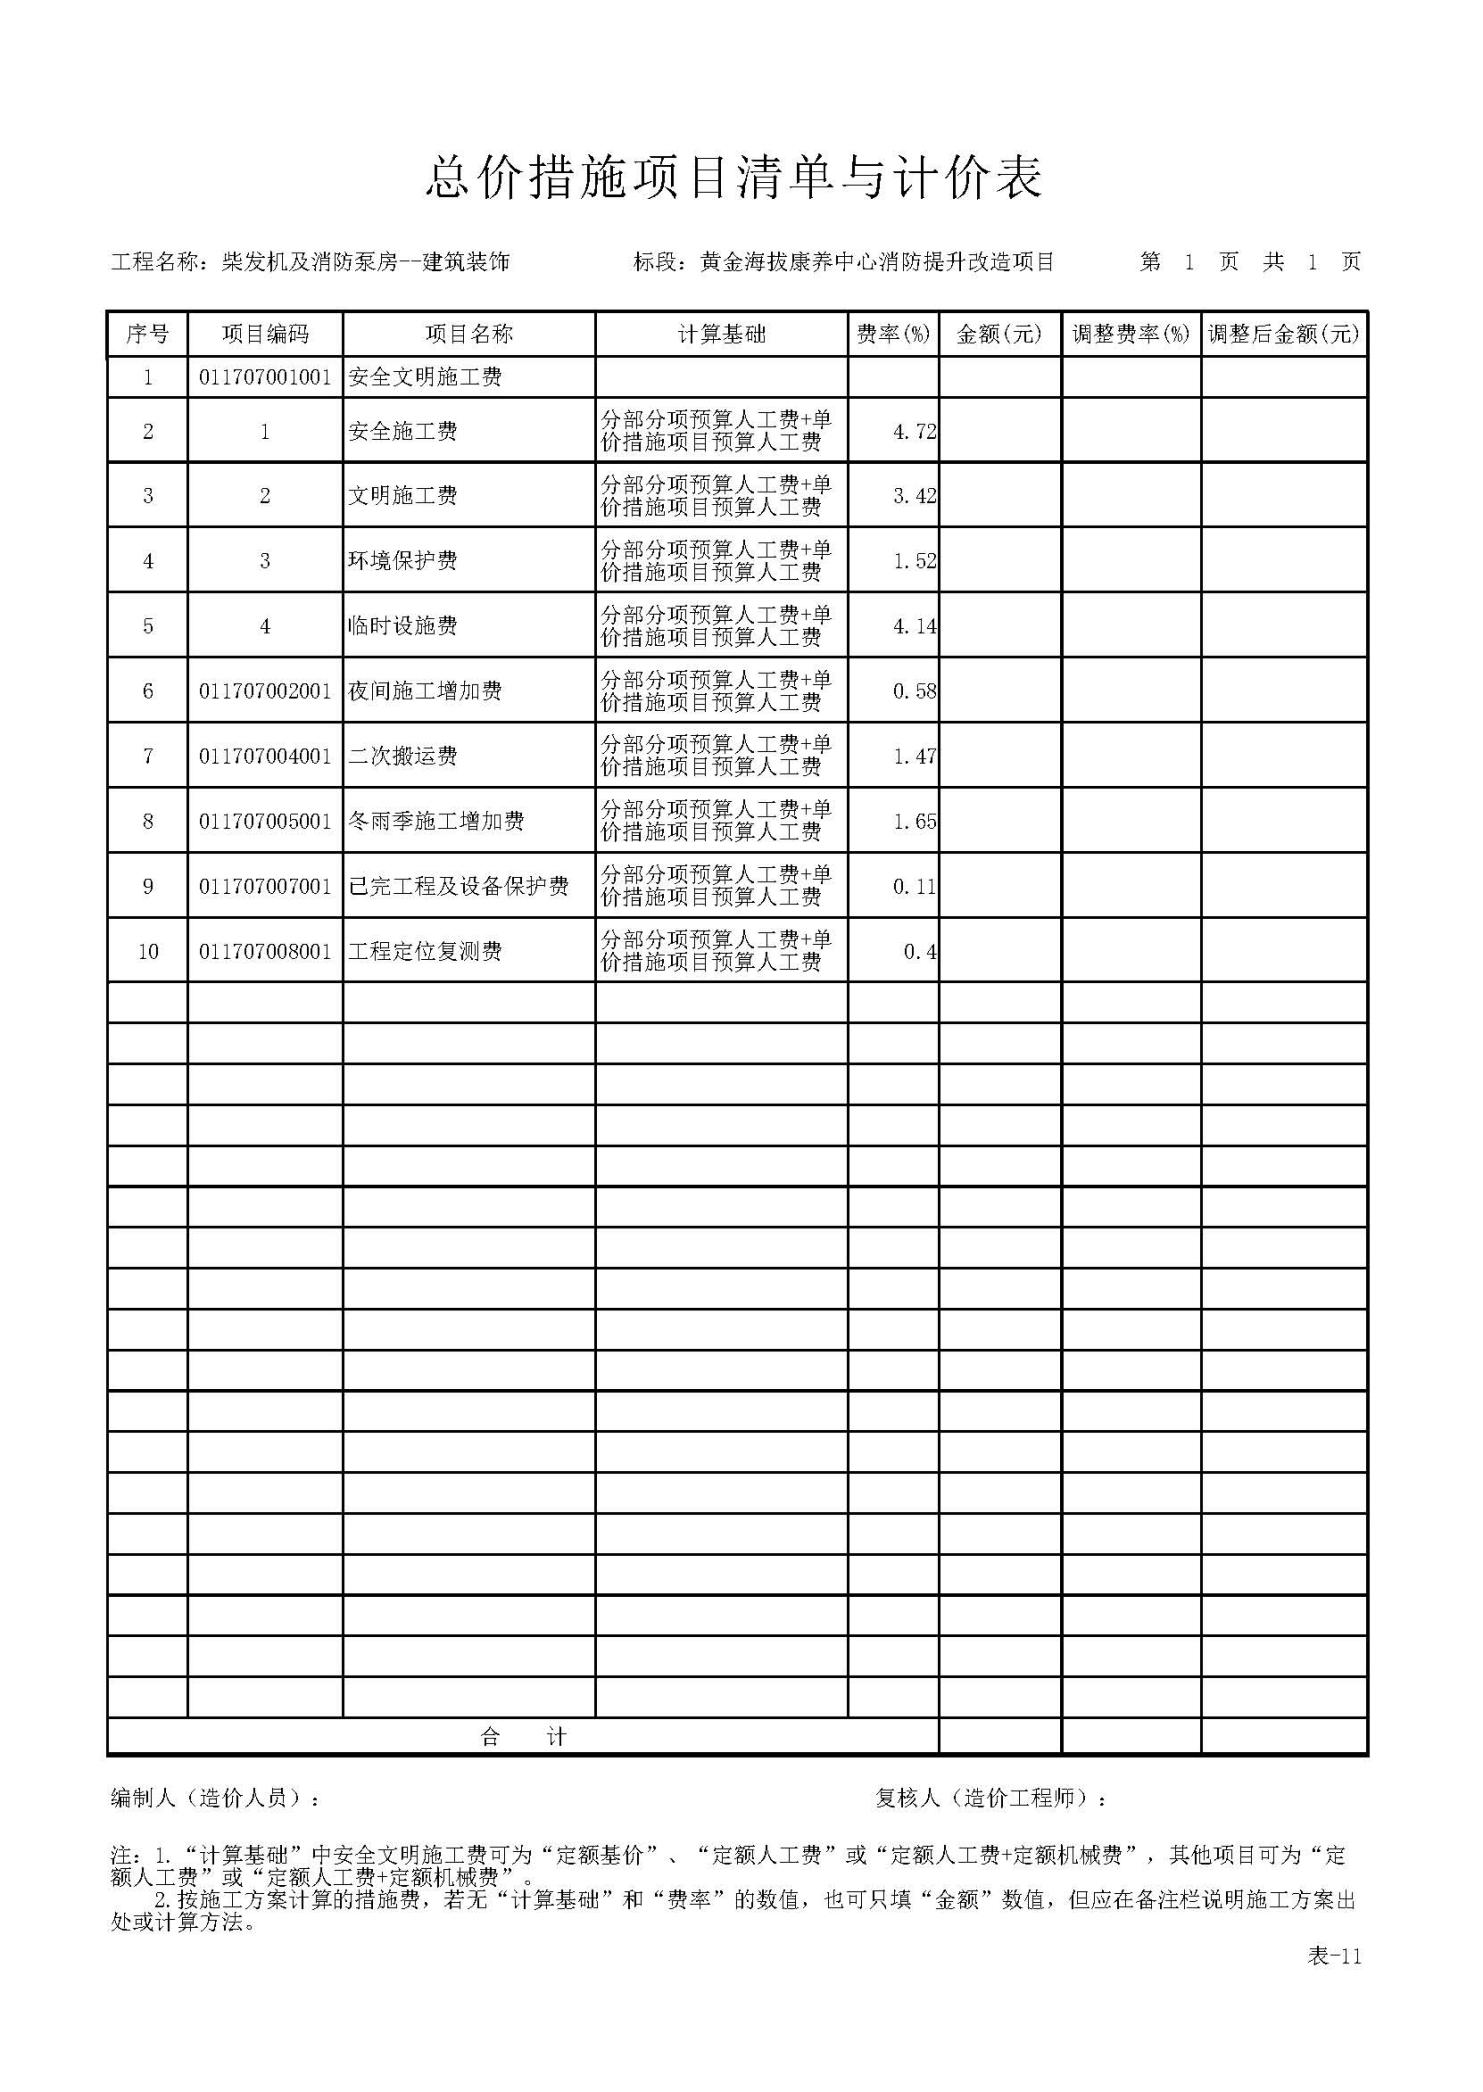 总价措施项目清单与计价表
工程名称：柴发机及消防泵房--建筑装饰 标段：黄金海拔康养中心消防提升改造项目 第 1 页 共 1 页
序号 项目编码 项目名称 计算基础 费率(%) 金额(元) 调整费率(%) 调整后金额(元)
1 011707001001 安全文明施工费
2 1 安全施工费 分部分项预算人工费+单
价措施项目预算人工费 4.72
3 2 文明施工费 分部分项预算人工费+单
价措施项目预算人工费 3.42
4 3 环境保护费 分部分项预算人工费+单
价措施项目预算人工费 1.52
5 4 临时设施费 分部分项预算人工费+单
价措施项目预算人工费 4.14
6 011707002001 夜间施工增加费 分部分项预算人工费+单
价措施项目预算人工费 0.58
7 011707004001 二次搬运费 分部分项预算人工费+单
价措施项目预算人工费 1.47
8 011707005001 冬雨季施工增加费 分部分项预算人工费+单
价措施项目预算人工费 1.65
9 011707007001 已完工程及设备保护费 分部分项预算人工费+单
价措施项目预算人工费 0.11
10 011707008001 工程定位复测费 分部分项预算人工费+单
价措施项目预算人工费 0.4
合 计
编制人（造价人员）： 复核人（造价工程师）：
注：1.“计算基础”中安全文明施工费可为“定额基价”、“定额人工费”或“定额人工费+定额机械费”，其他项目可为“定
额人工费”或“定额人工费+定额机械费”。
2.按施工方案计算的措施费，若无“计算基础”和“费率”的数值，也可只填“金额”数值，但应在备注栏说明施工方案出
处或计算方法。
表-11